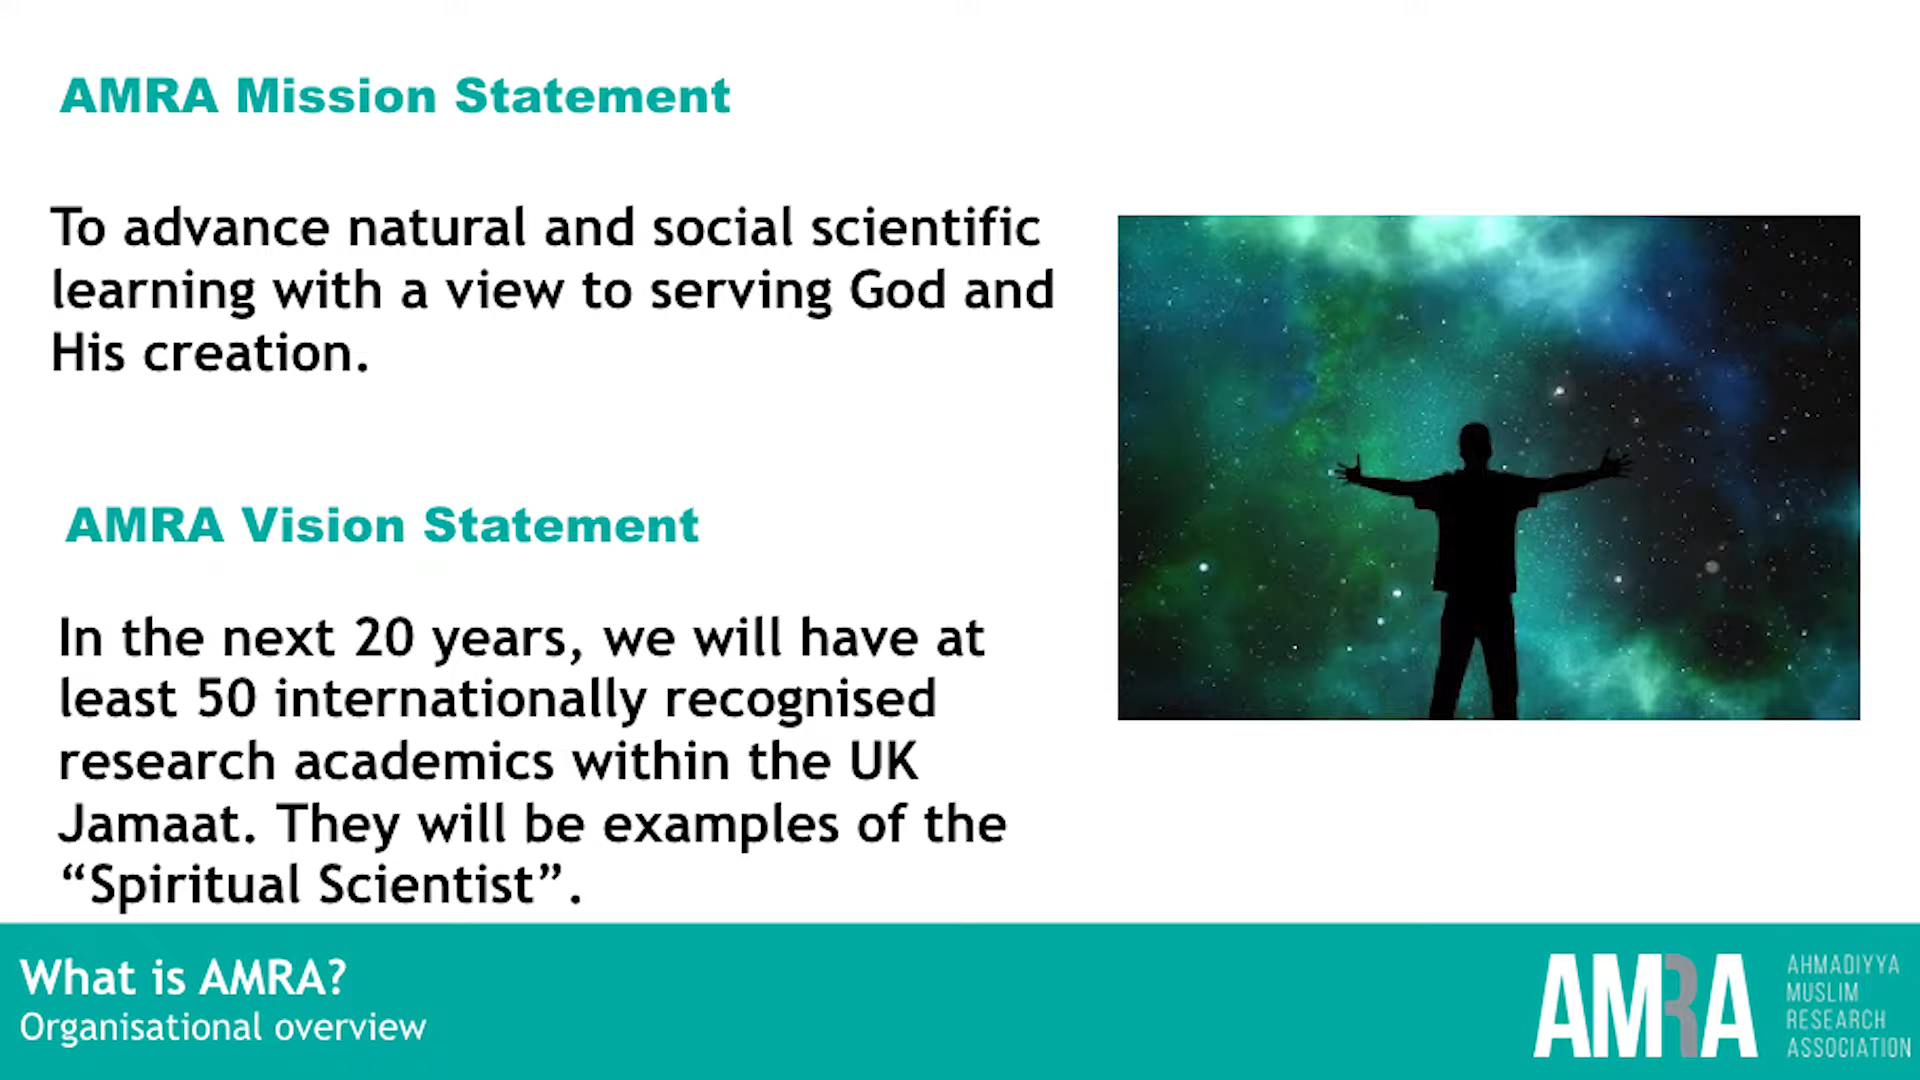 AMRA Mission Statement
To advance natural and social scientific
learning with a view to serving God and
His creation.
AMRA Vision Statement
In the next 20 years, we will have at
least 50 internationally recognised
research academics within the UK
Jamaat. They will be examples of the
“Spiritual Scientist”.
What is AMRA?
Organisational overview
AMRA
AHMADIYYA
MUSLIM
RESEARCH
ASSOCIATION